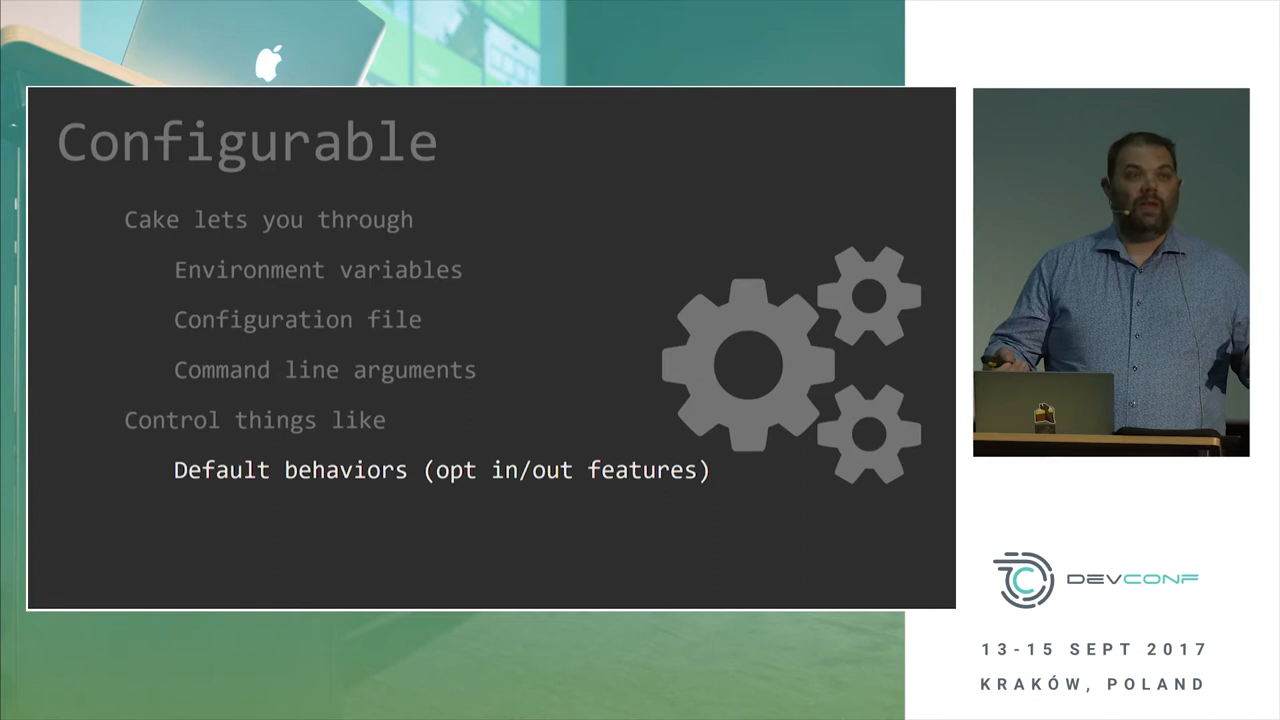 Configurable
Cake lets you through
Environment variables
Configuration file
Command line arguments
Control things like
Default behaviors (opt in/out features)
DEVCONF
13-15 SEPT 2017
KRAKÓW, POLAND